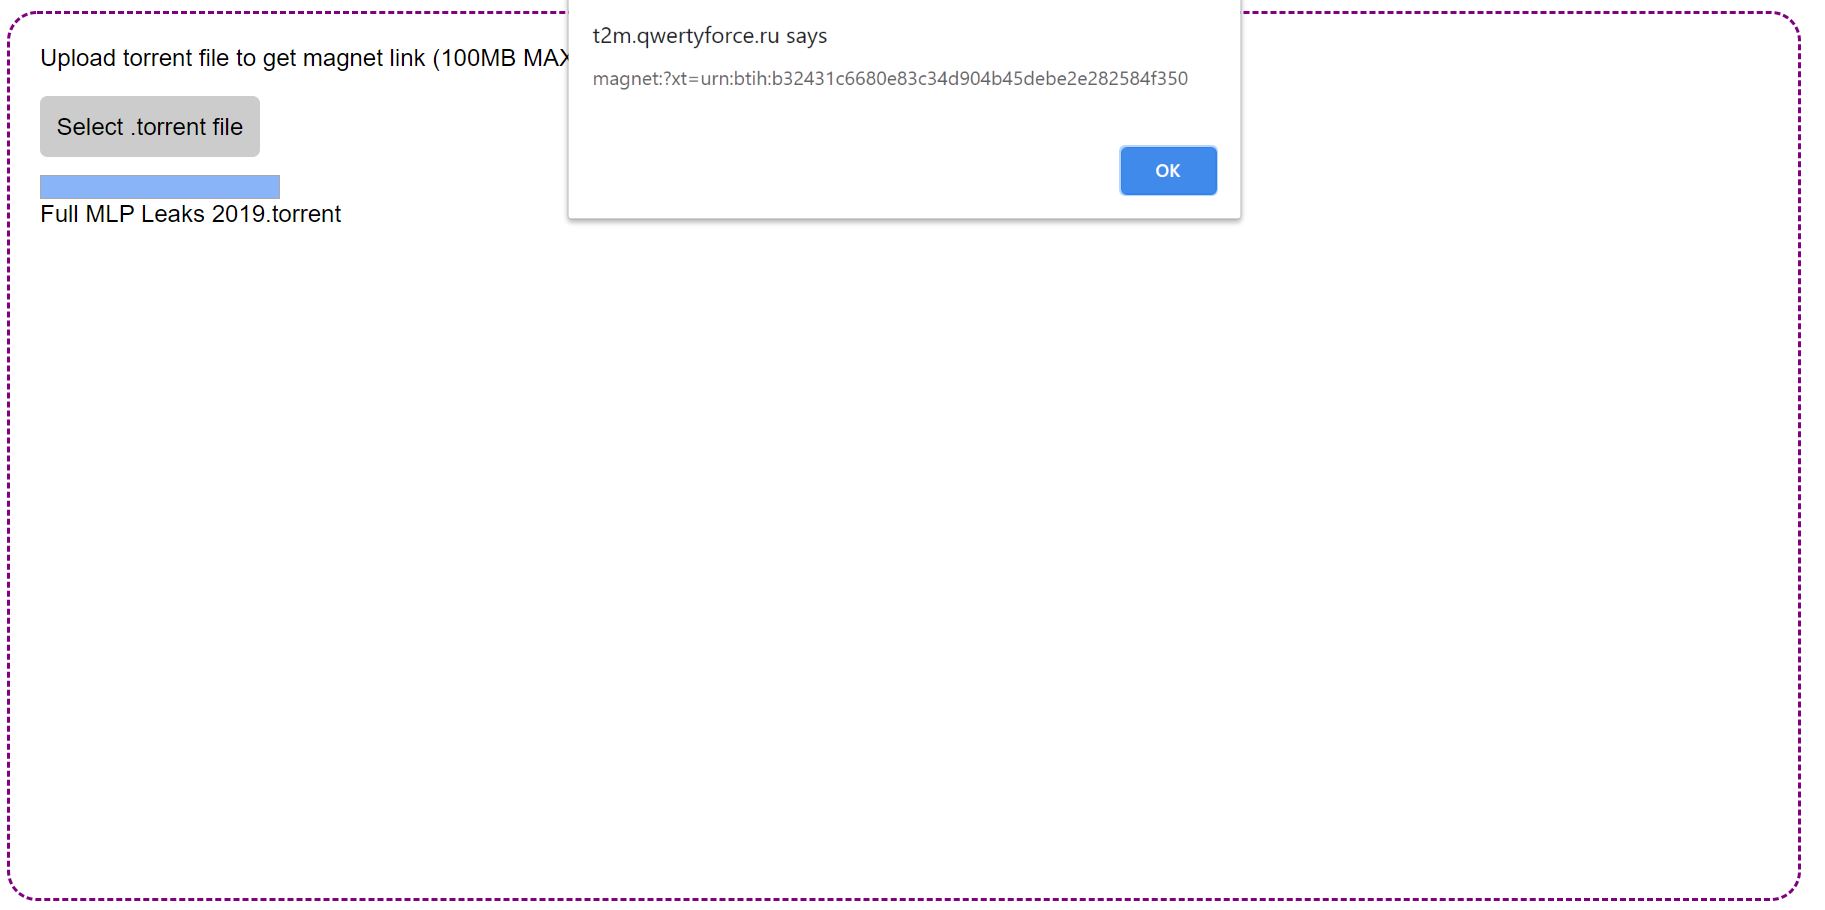 Upload torrent file to get magnet link (100MB MAX
Select .torrent file
Full MLP Leaks 2019.torrent
t2m.qwertyforce.ru says
magnet:?xt=urn:btih:b32431c6680e83c34d904b45debe2e282584f350
OK